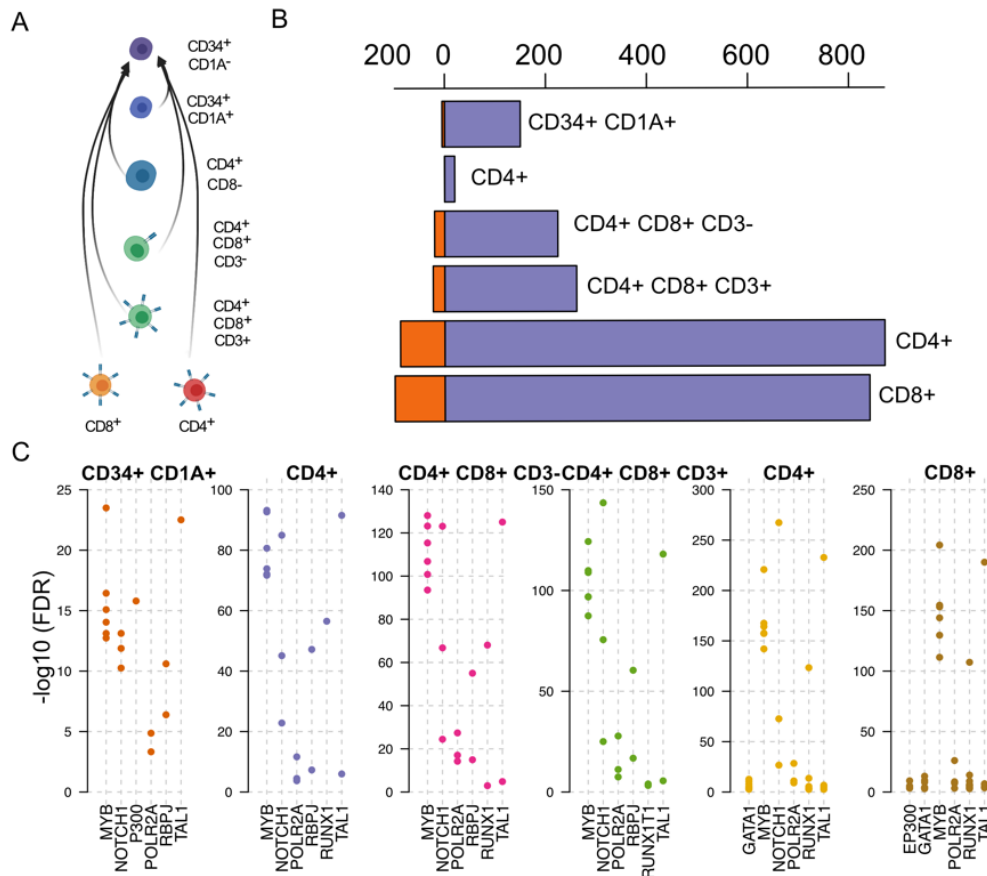 A
CD34+
CD1A-
CD34+
CD1A+
CD4+
CD8-
CD4+
CD8+
CD3-
CD4+
CD8+
CD3+
CD8+
CD4+
B
200 0 200 400 600 800
CD34+ CD1A+
CD4+
CD4+ CD8+ CD3-
CD4+ CD8+ CD3+
CD4+
CD8+
C
-log10 (FDR)
CD34+ CD1A+
25
20
15
10
5
0
MYB
NOTCH1
P300
POLR2A
RBPJ
TAL1
CD4+
100
80
60
40
20
0
MYB
NOTCH1
POLR2A
RBPJ
RUNX1
TAL1
CD4+ CD8+ CD3-
140
120
100
80
60
40
20
0
MYB
NOTCH1
POLR2A
RBPJ
RUNX1
TAL1
CD4+ CD8+ CD3+
150
100
50
0
MYB
NOTCH1
POLR2A
RBPJ
RUNX1T1
TAL1
CD4+
300
250
200
150
100
50
0
GATA1
MYB
NOTCH1
POLR2A
RUNX1
TAL1
CD8+
250
200
150
100
50
0
EP300
GATA1
MYB
POLR2A
RUNX1
TAL1